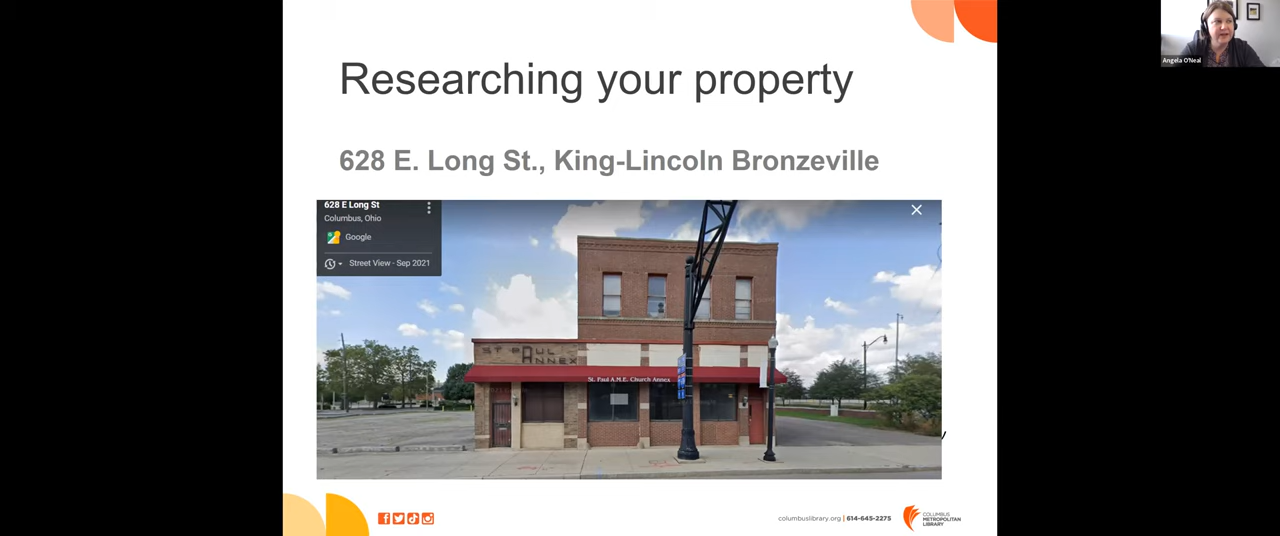 Researching your property
628 E. Long St., King-Lincoln Bronzeville
628 E Long St
Columbus, Ohio
Google
Street View - Sep 2021
ST PAUL
ANNEX
St. Paul A.M.E. Church Annex
columbuslibrary.org | 614-645-2275
COLUMBUS
METROPOLITAN
LIBRARY
Angela O'Neal